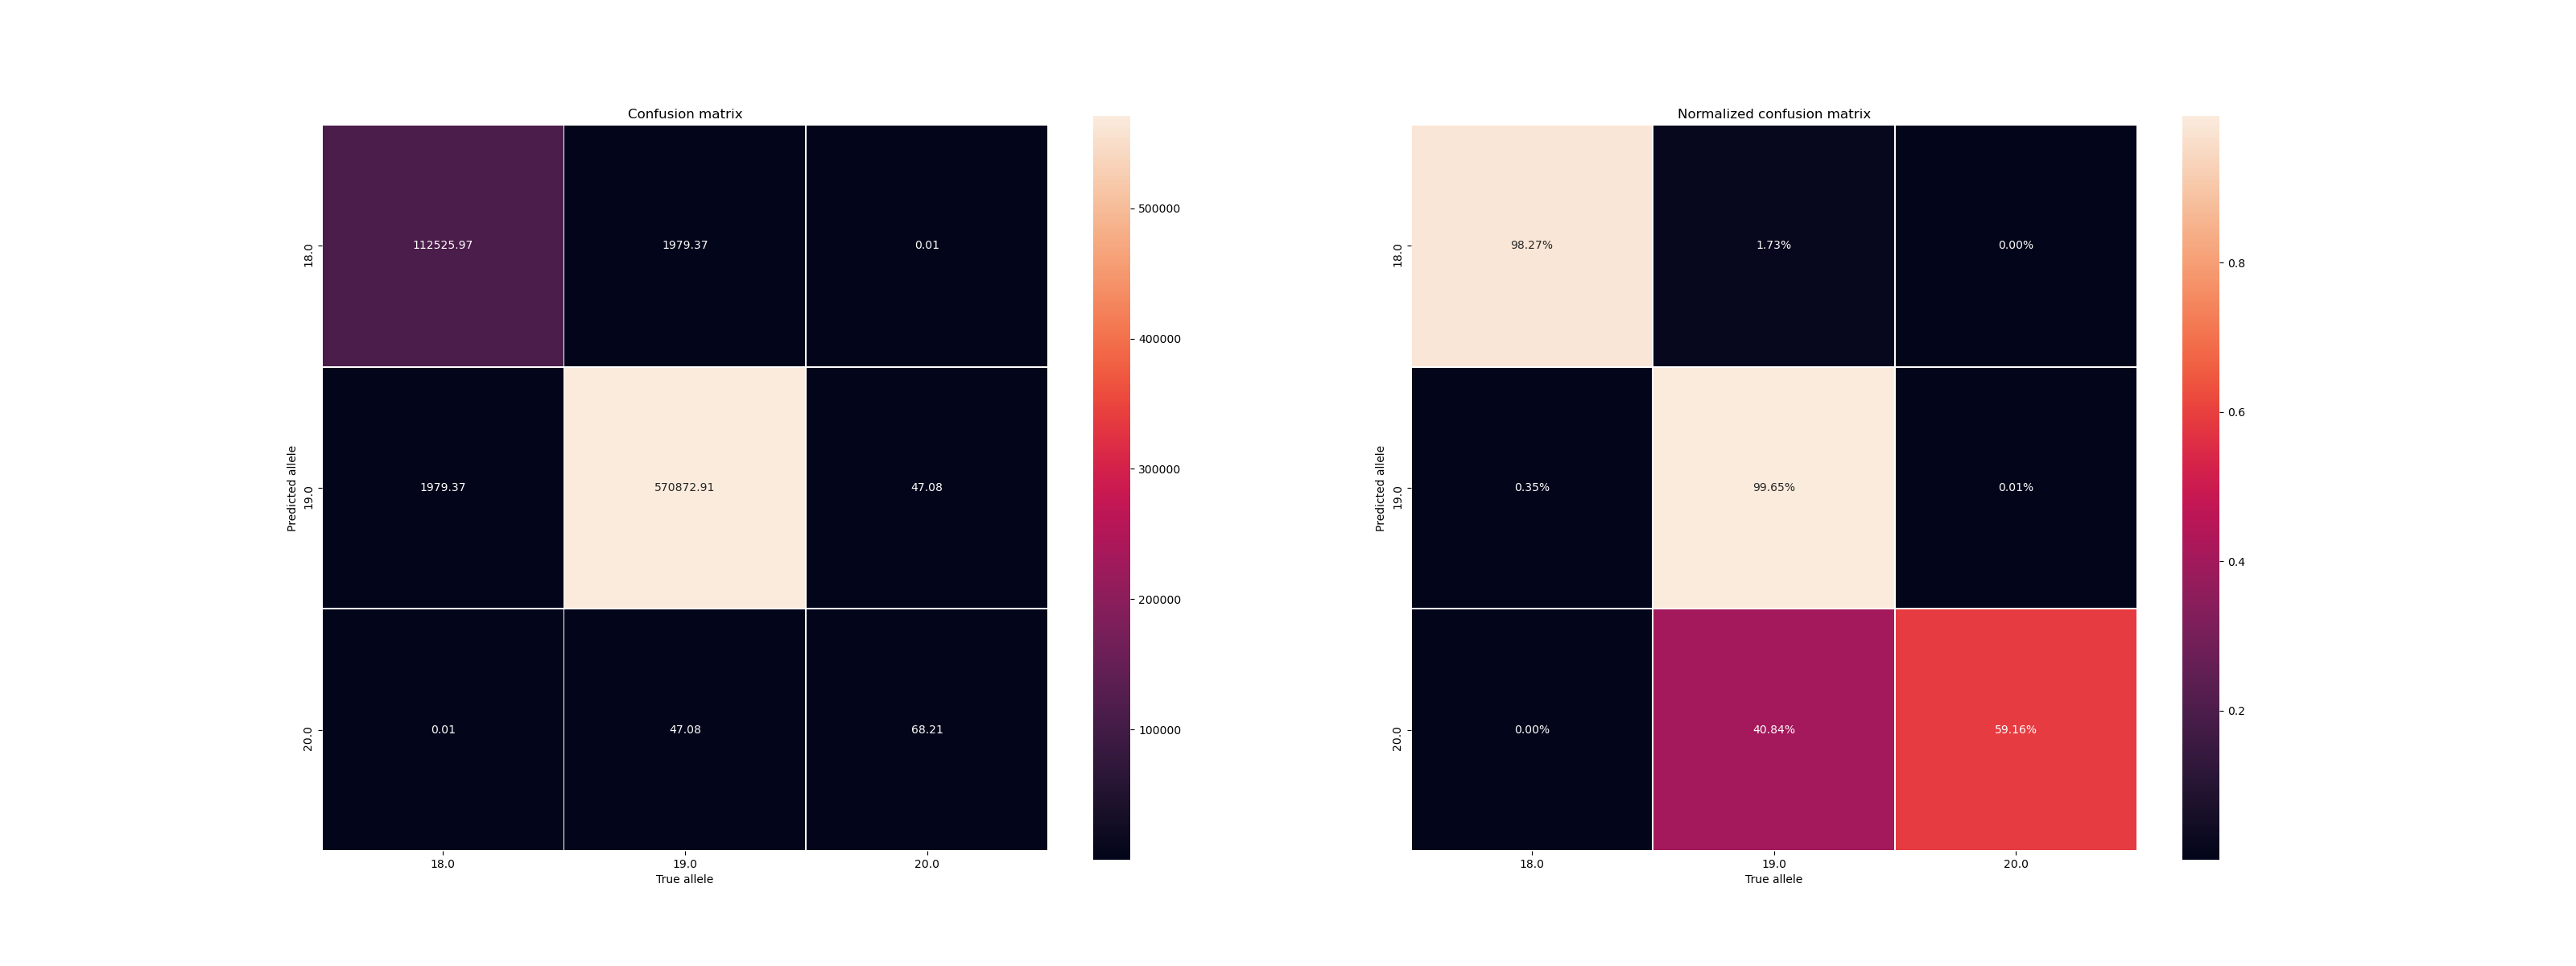 Confusion matrix
Predicted allele
18.0
19.0
20.0
112525.97 1979.37 0.01
1979.37 570872.91 47.08
0.01 47.08 68.21
18.0 19.0 20.0
True allele
500000
400000
300000
200000
100000
Normalized confusion matrix
Predicted allele
18.0
19.0
20.0
98.27% 1.73% 0.00%
0.35% 99.65% 0.01%
0.00% 40.84% 59.16%
18.0 19.0 20.0
True allele
0.8
0.6
0.4
0.2